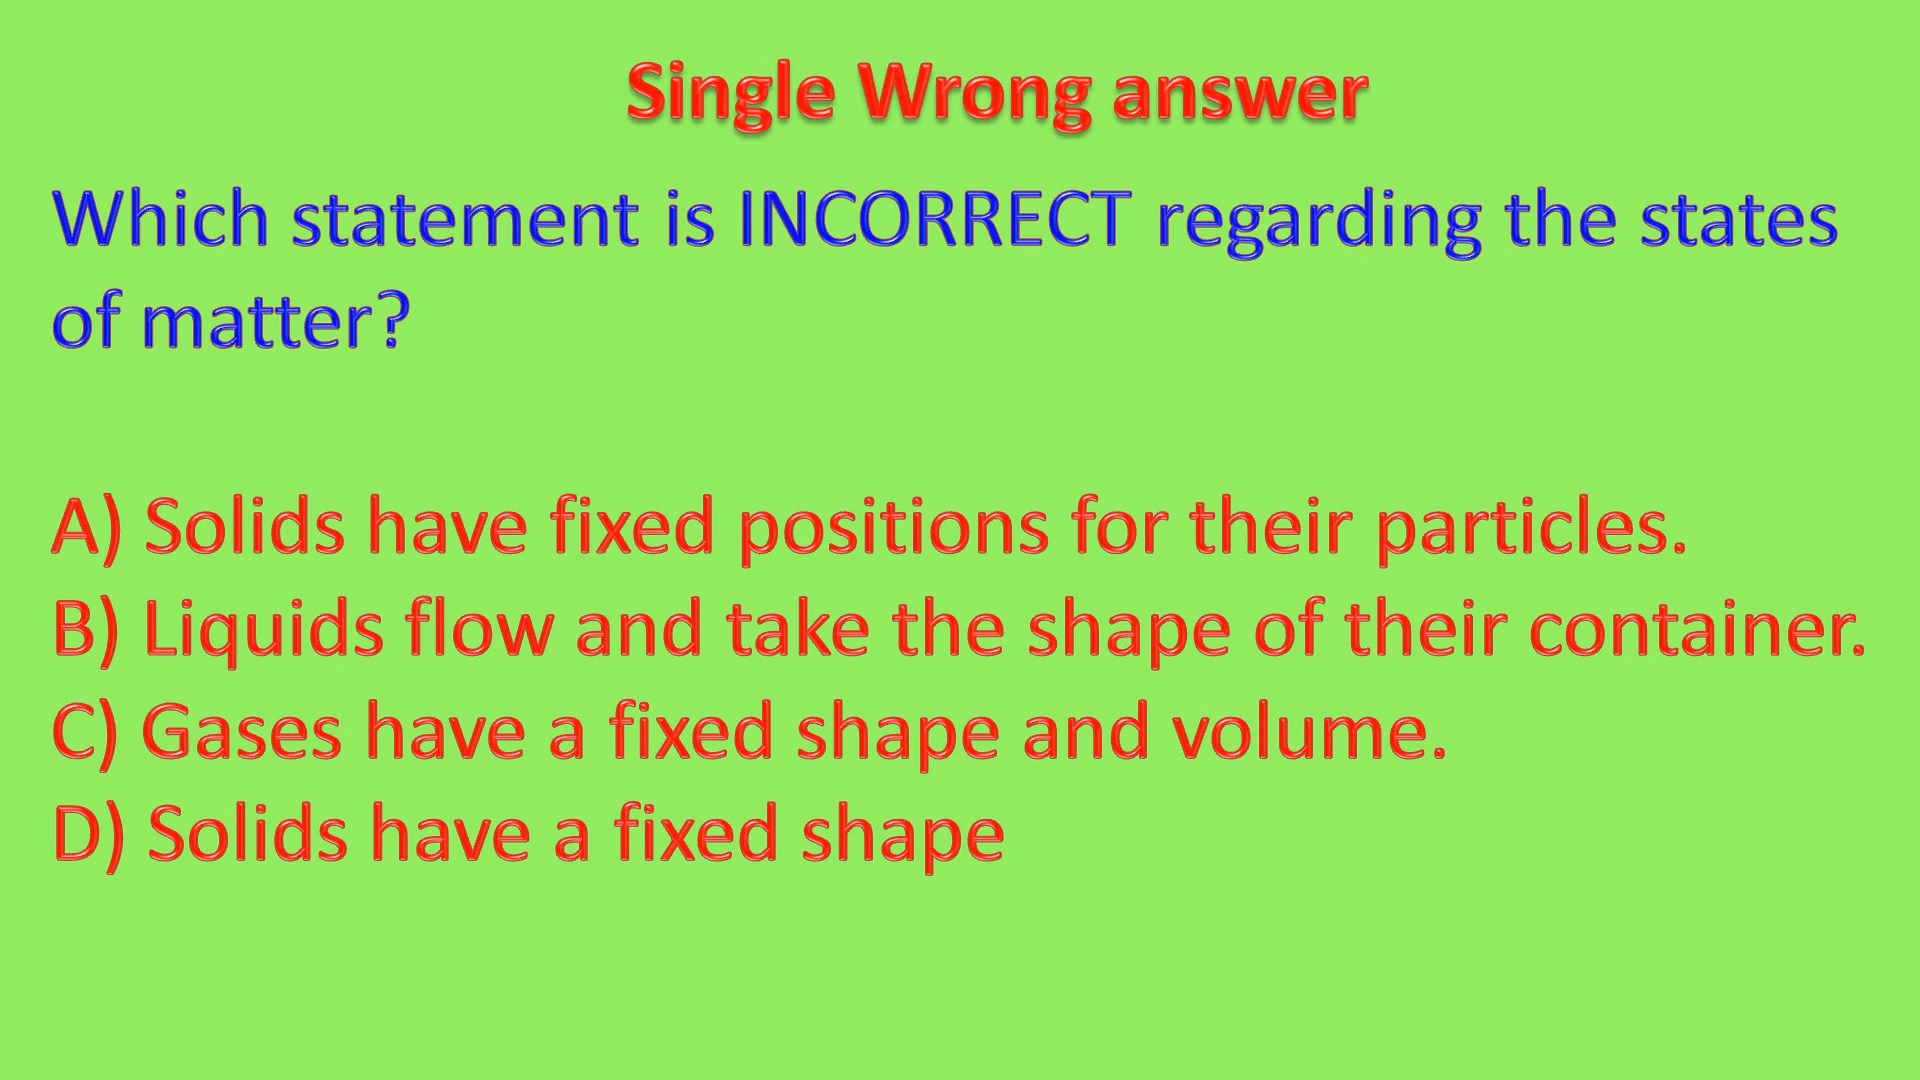 Single Wrong answer
Which statement is INCORRECT regarding the states
of matter?
A) Solids have fixed positions for their particles.
B) Liquids flow and take the shape of their container.
C) Gases have a fixed shape and volume.
D) Solids have a fixed shape